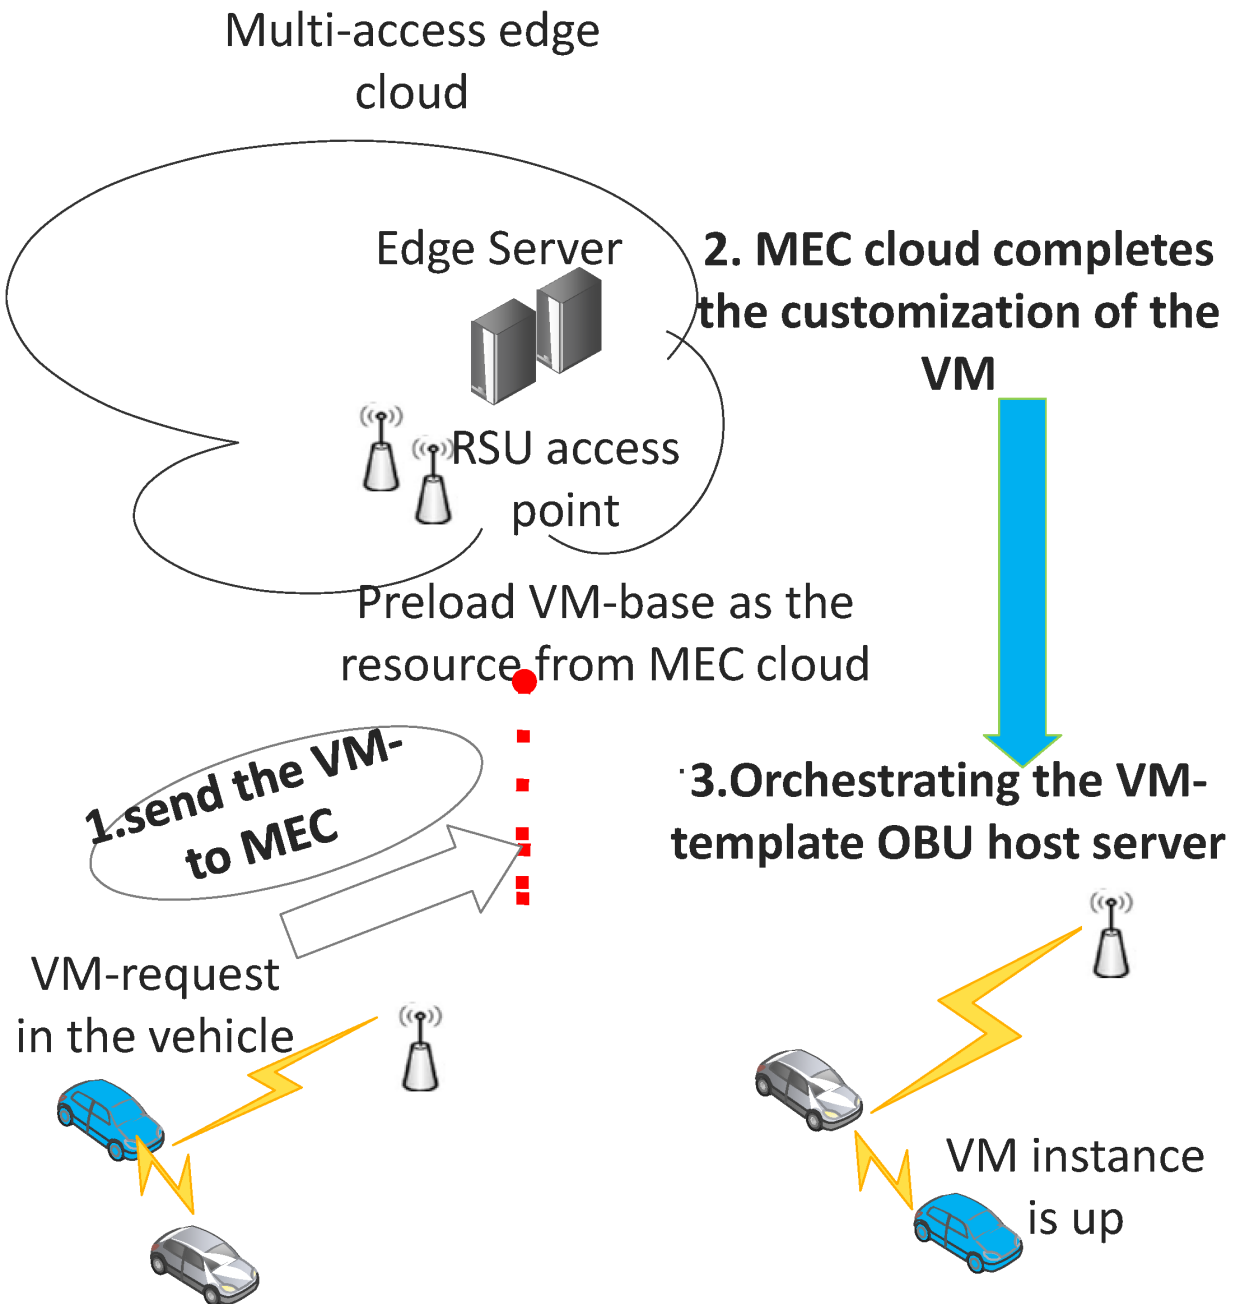 Multi-access edge
cloud
Edge Server
2. MEC cloud completes
the customization of the
VM
RSU access
point
Preload VM-base as the
resource from MEC cloud
1.send the VM-
to MEC
3.Orchestrating the VM-
template OBU host server
VM-request
in the vehicle
VM instance
is up